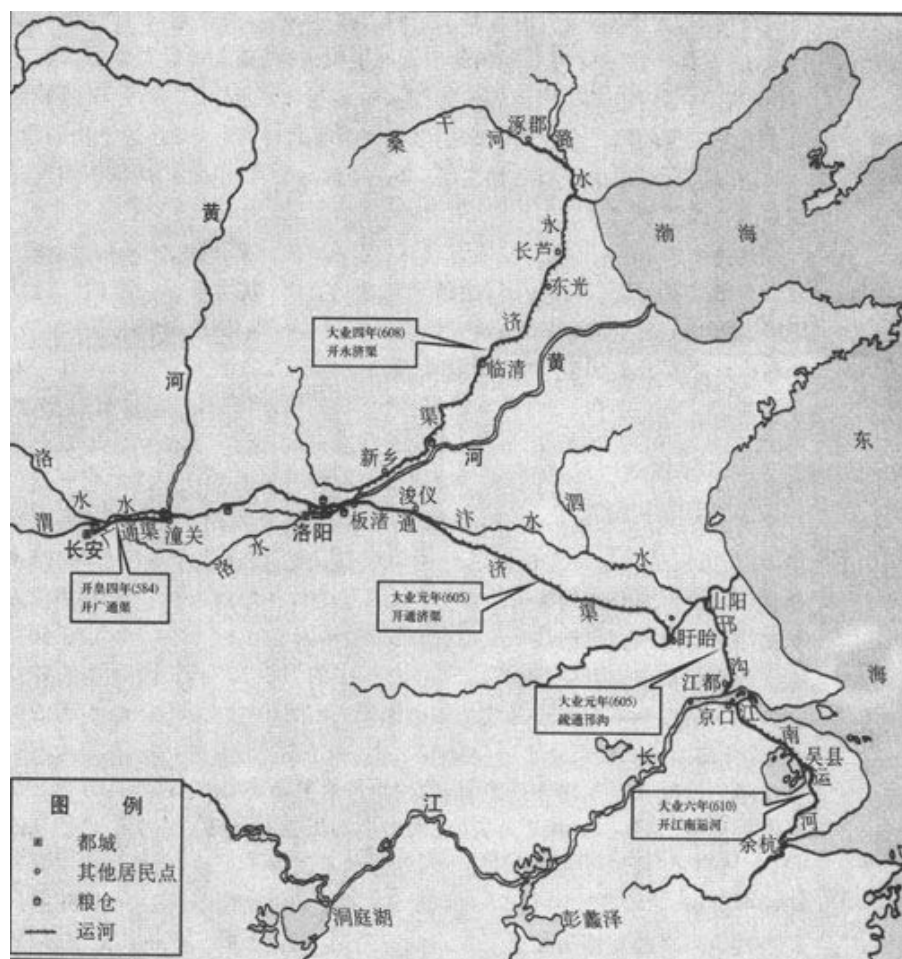 桑干河
涿郡
潞水
永济渠
长芦
东光
渤海
大业四年(608)
开永济渠
临清
黄河
黄河
新乡
东海
洛水
渭水
广通渠
长安
潼关
洛水
洛阳
板渚
浚仪
通济渠
汴水
泗水
开皇四年(584)
开广通渠
大业元年(605)
开通济渠
山阳
邗沟
盱眙
大业元年(605)
疏通邗沟
江都
京口
江南运河
吴县
大业六年(610)
开江南运河
余杭
长江
洞庭湖
彭蠡泽
图例
都城
其他居民点
粮仓
运河